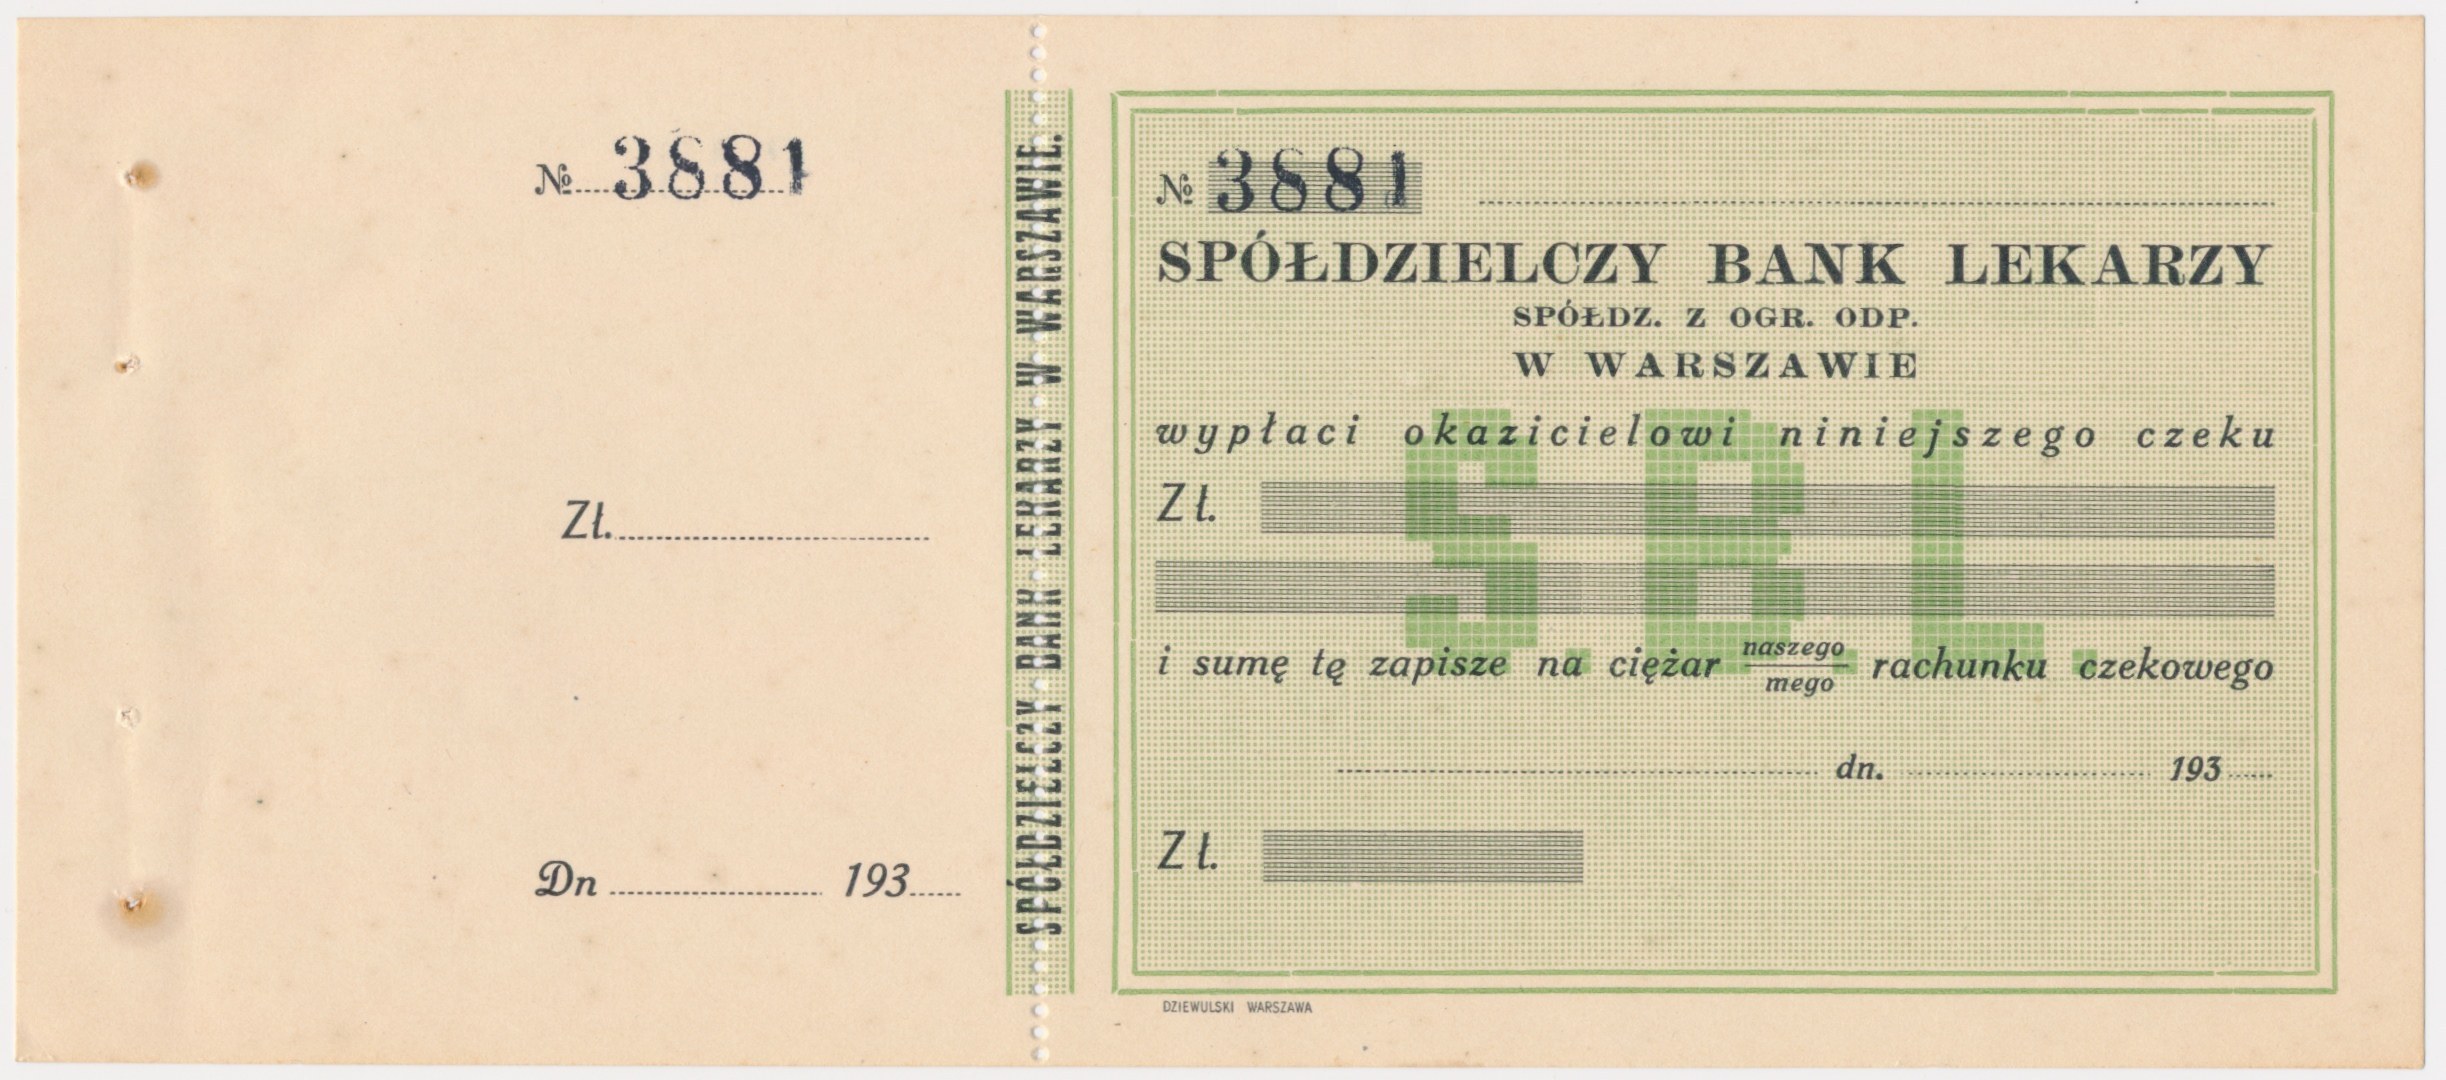 № 3881
Zł.
Dn 193
SPÓŁDZIELCZY BANK LEKARZY W WARSZAWIE.
№ 3881
SPÓŁDZIELCZY BANK LEKARZY
SPÓŁDZ. Z OGR. ODP.
W WARSZAWIE
wypłaci okazicielowi niniejszego czeku
Zł.
S.B.L.
i sumę tę zapisze na ciężar naszego rachunku czekowego
mego
dn. 193
Zł.
DZIEWULSKI WARSZAWA